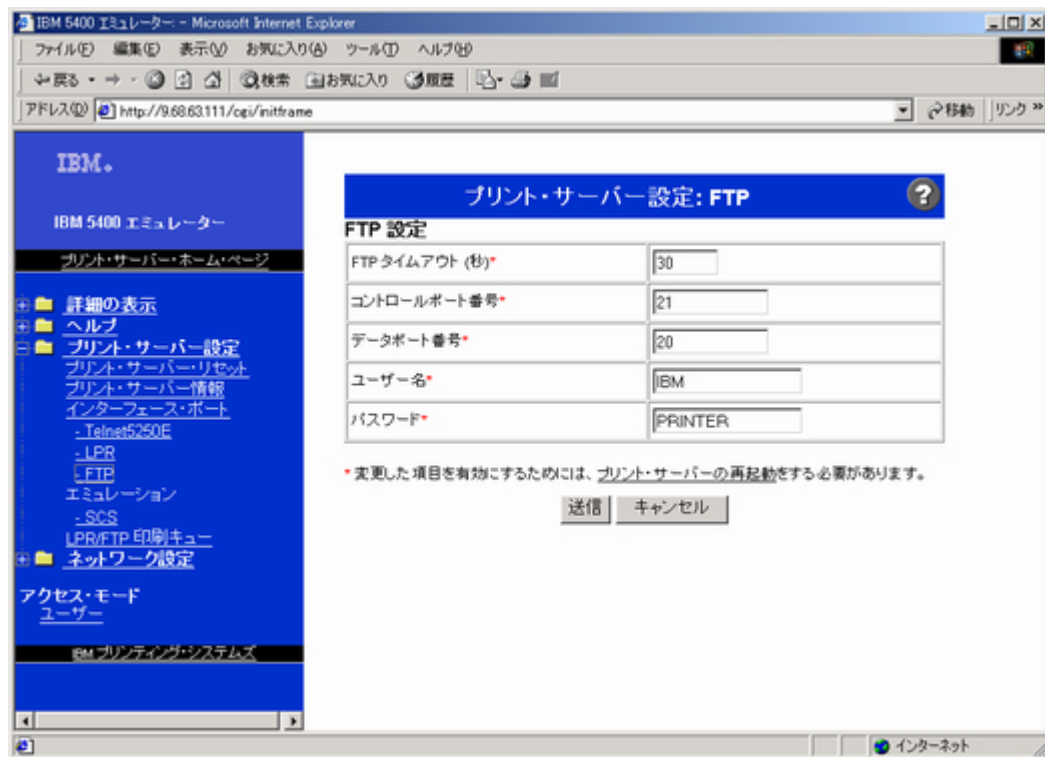 IBM 5400 エミュレーター: - Microsoft Internet Explorer
ファイル(F) 編集(E) 表示(V) お気に入り(A) ツール(T) ヘルプ(H)
戻る 検索 お気に入り 履歴
アドレス(D) http://9.68.63.111/cgi/initframe 移動 リンク »
IBM®
IBM 5400 エミュレーター
プリント・サーバー・ホーム・ページ
詳細の表示
ヘルプ
プリント・サーバー設定
プリント・サーバー・リセット
プリント・サーバー情報
インターフェース・ポート
- Telnet5250E
- LPR
- FTP
エミュレーション
- SCS
LPR/FTP 印刷キュー
ネットワーク設定
アクセス・モード
ユーザー
IBM プリンティング・システムズ
プリント・サーバー設定: FTP ?
FTP 設定
FTP タイムアウト (秒)* 30
コントロールポート番号* 21
データポート番号* 20
ユーザー名* IBM
パスワード* PRINTER
* 変更した項目を有効にするためには、プリント・サーバーの再起動をする必要があります。
送信 キャンセル
インターネット